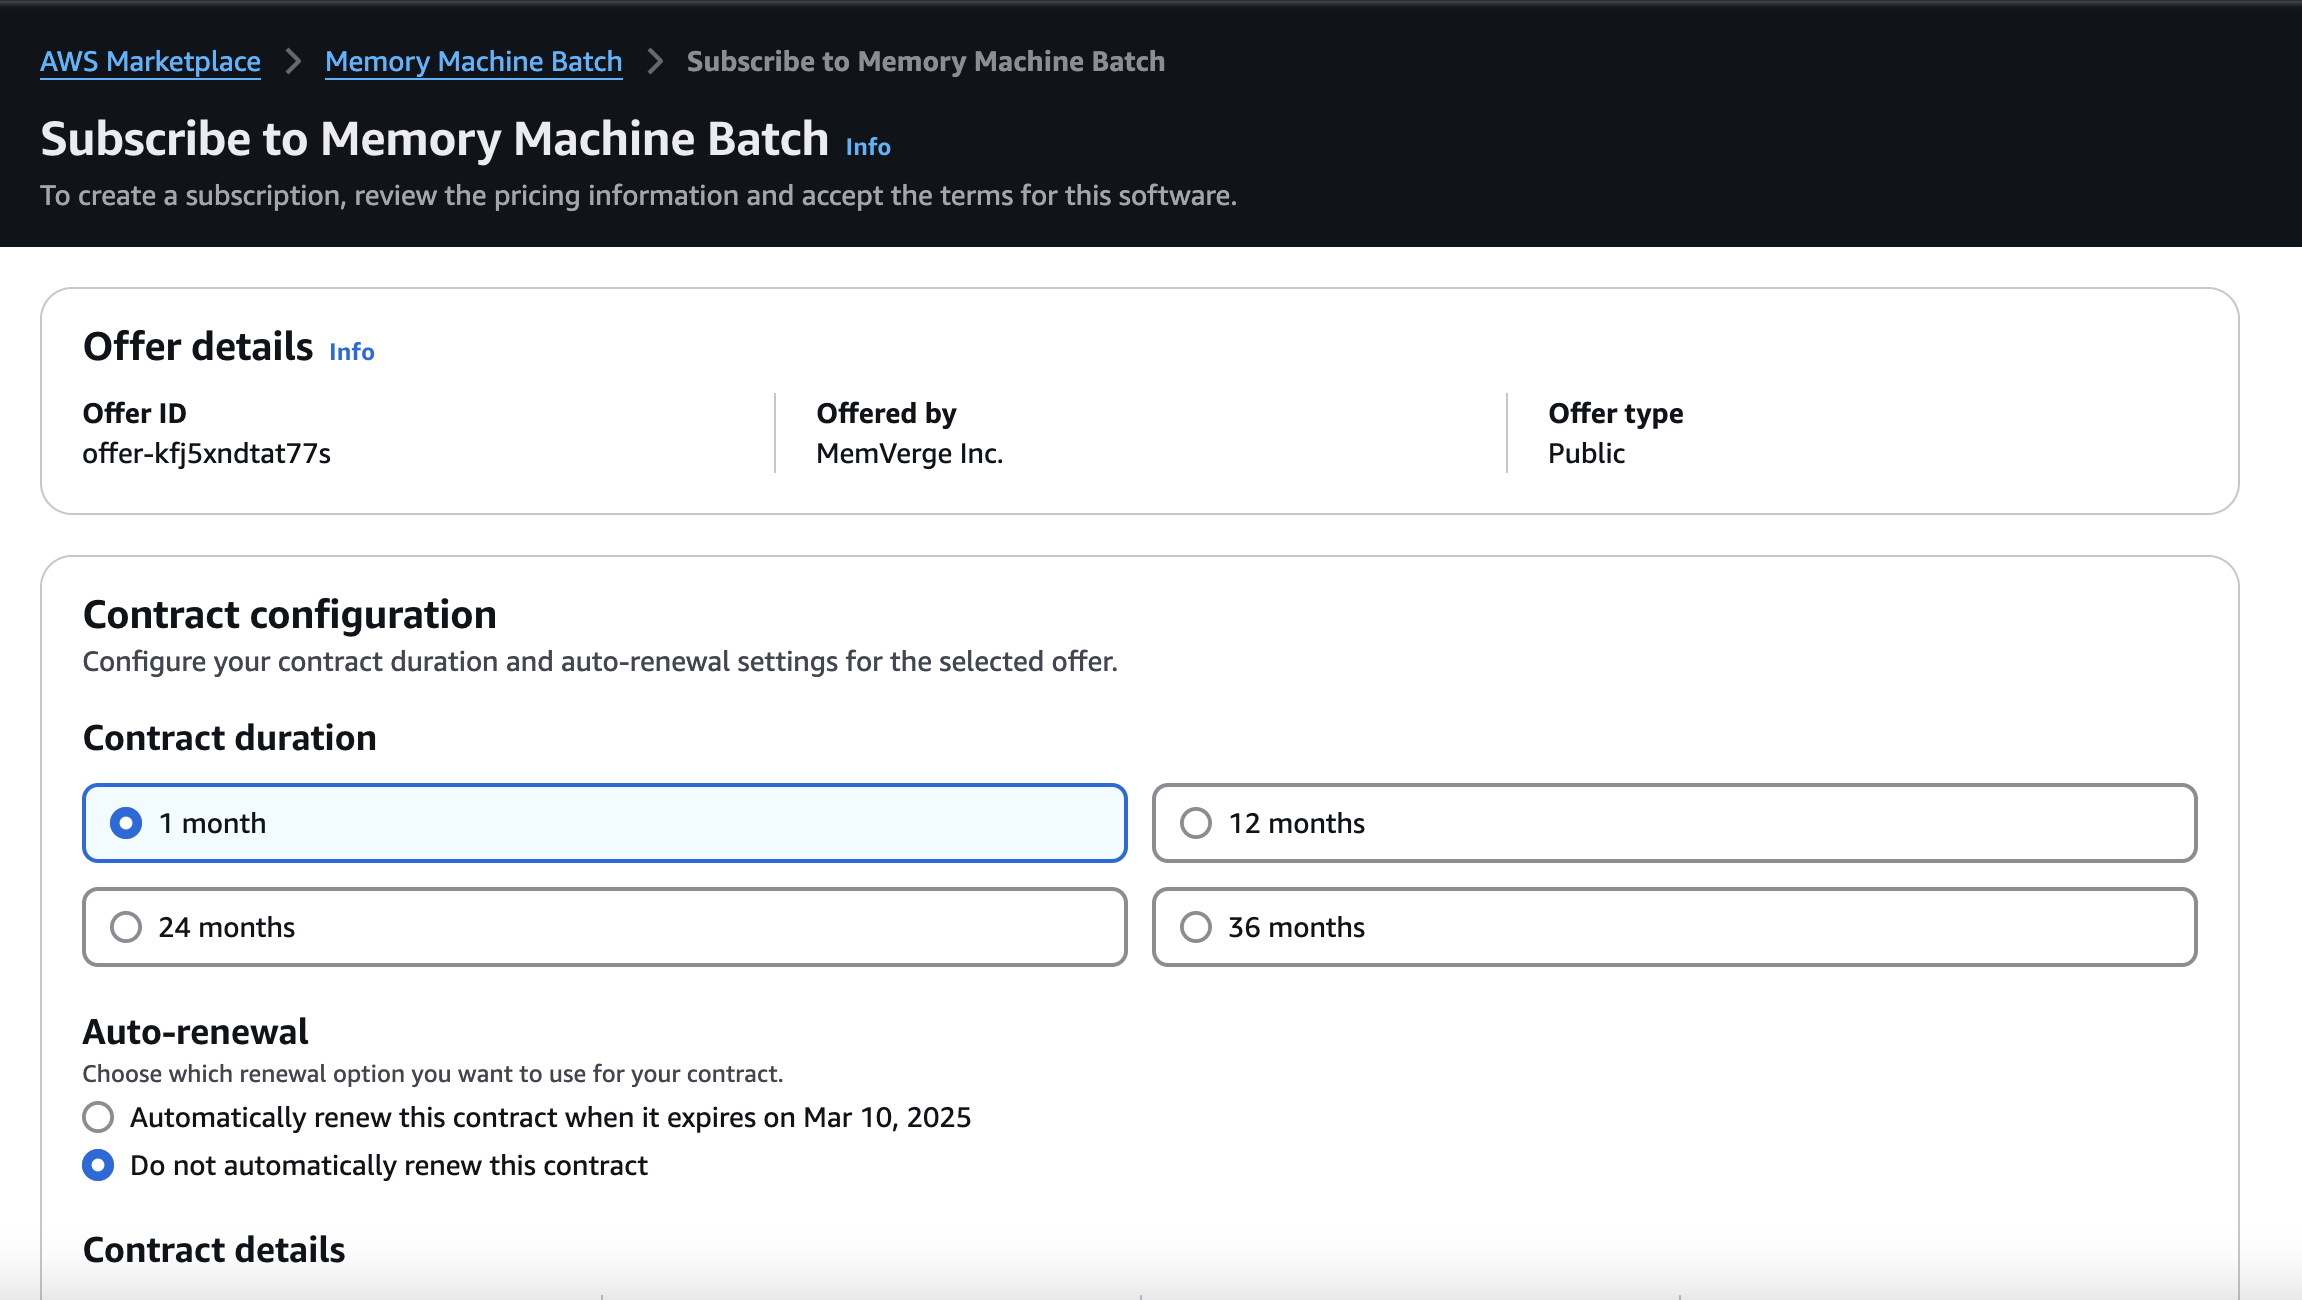 AWS Marketplace > Memory Machine Batch > Subscribe to Memory Machine Batch
Subscribe to Memory Machine Batch Info
To create a subscription, review the pricing information and accept the terms for this software.
Offer details Info
Offer ID
offer-kfj5xndtat77s
Offered by
MemVerge Inc.
Offer type
Public
Contract configuration
Configure your contract duration and auto-renewal settings for the selected offer.
Contract duration
1 month
12 months
24 months
36 months
Auto-renewal
Choose which renewal option you want to use for your contract.
Automatically renew this contract when it expires on Mar 10, 2025
Do not automatically renew this contract
Contract details